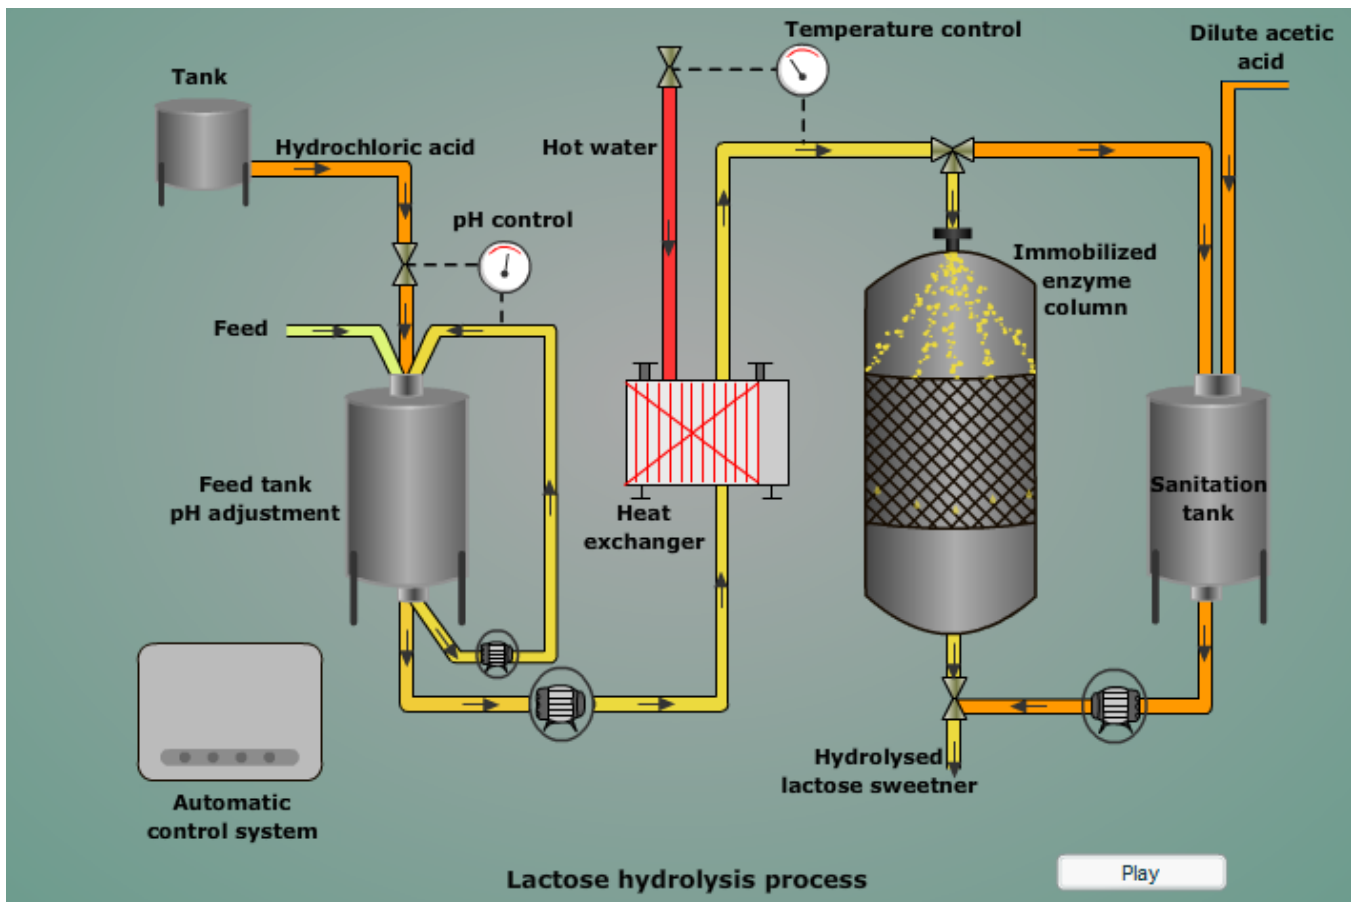 Temperature control
Dilute acetic
acid
Tank
Hydrochloric acid
Hot water
pH control
Immobilized
enzyme
column
Feed
Feed tank
pH adjustment
Heat
exchanger
Sanitation
tank
Hydrolysed
lactose sweetner
Automatic
control system
Lactose hydrolysis process
Play